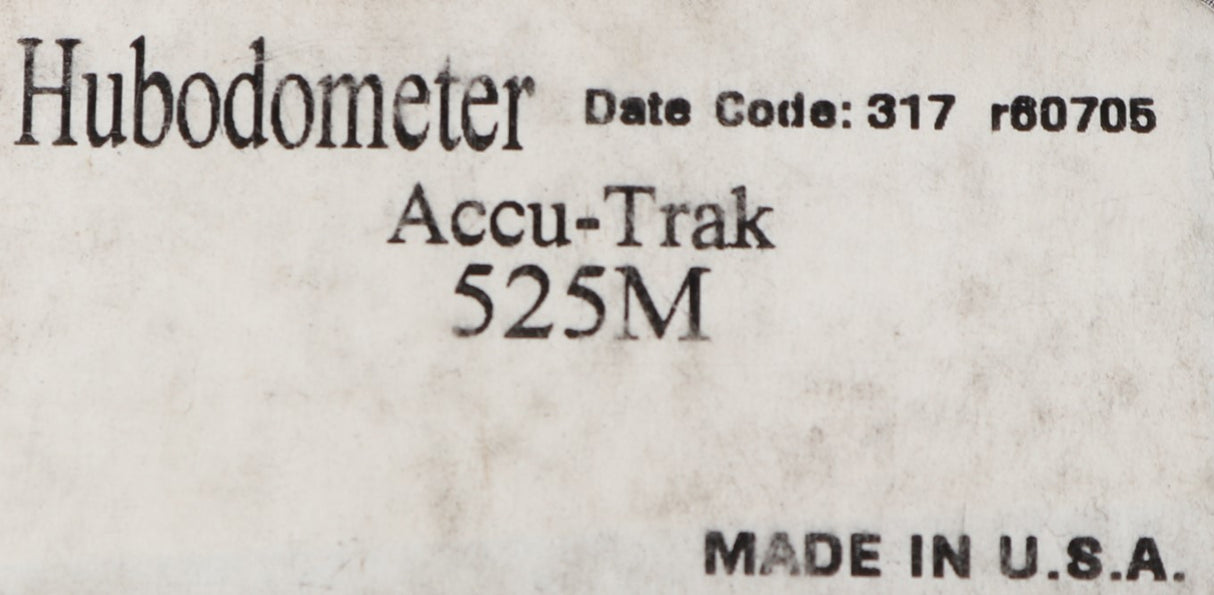 Hubodometer Date Code: 317 r60705
Accu-Trak
525M
MADE IN U.S.A.